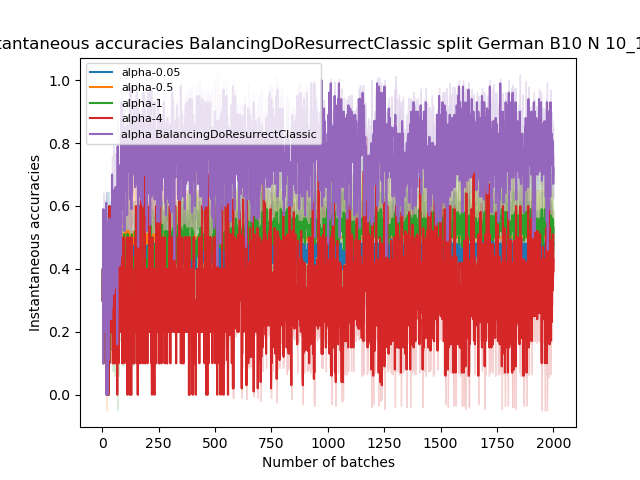 tantaneous accuracies BalancingDoResurrectClassic split German B10 N 10_
alpha-0.05
alpha-0.5
alpha-1
alpha-4
alpha BalancingDoResurrectClassic
Instantaneous accuracies
1.0
0.8
0.6
0.4
0.2
0.0
0 250 500 750 1000 1250 1500 1750 2000
Number of batches